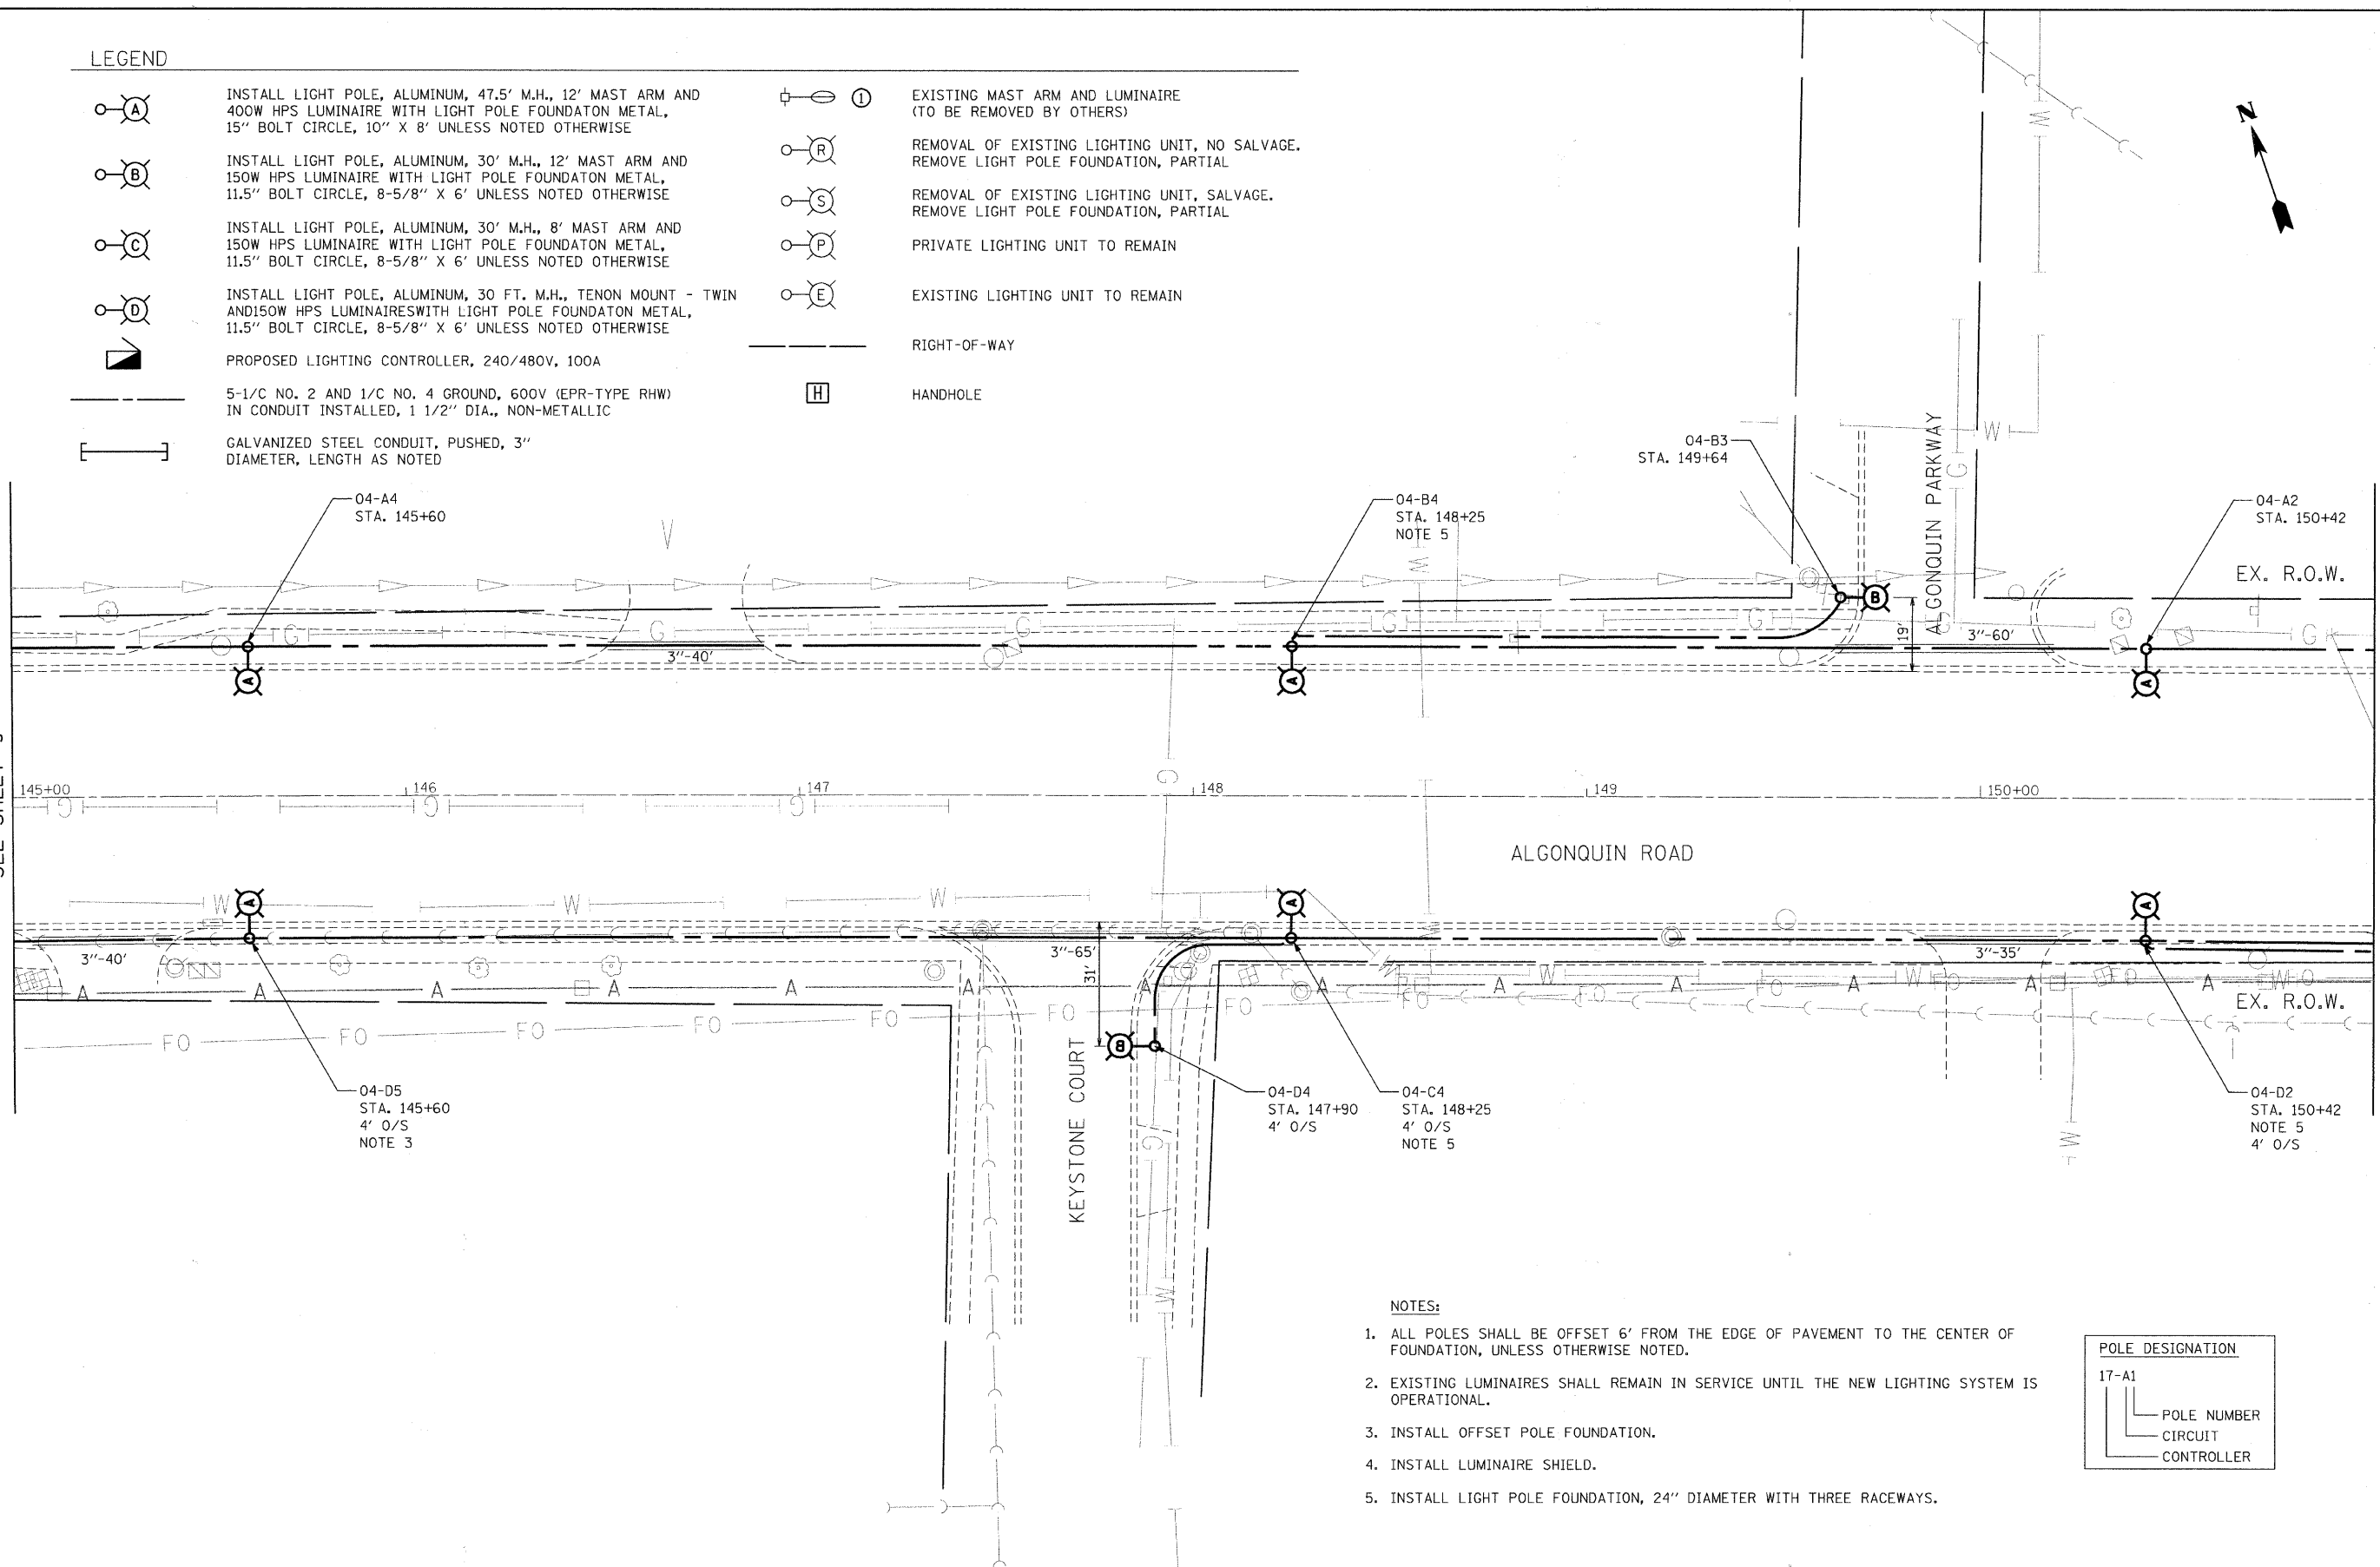 LEGEND
A
INSTALL LIGHT POLE, ALUMINUM, 47.5' M.H., 12' MAST ARM AND
400W HPS LUMINAIRE WITH LIGHT POLE FOUNDATON METAL,
15" BOLT CIRCLE, 10" X 8' UNLESS NOTED OTHERWISE
B
INSTALL LIGHT POLE, ALUMINUM, 30' M.H., 12' MAST ARM AND
150W HPS LUMINAIRE WITH LIGHT POLE FOUNDATON METAL,
11.5" BOLT CIRCLE, 8-5/8" X 6' UNLESS NOTED OTHERWISE
C
INSTALL LIGHT POLE, ALUMINUM, 30' M.H., 8' MAST ARM AND
150W HPS LUMINAIRE WITH LIGHT POLE FOUNDATON METAL,
11.5" BOLT CIRCLE, 8-5/8" X 6' UNLESS NOTED OTHERWISE
D
INSTALL LIGHT POLE, ALUMINUM, 30 FT. M.H., TENON MOUNT - TWIN
AND150W HPS LUMINAIRESWITH LIGHT POLE FOUNDATON METAL,
11.5" BOLT CIRCLE, 8-5/8" X 6' UNLESS NOTED OTHERWISE
PROPOSED LIGHTING CONTROLLER, 240/480V, 100A
5-1/C NO. 2 AND 1/C NO. 4 GROUND, 600V (EPR-TYPE RHW)
IN CONDUIT INSTALLED, 1 1/2" DIA., NON-METALLIC
GALVANIZED STEEL CONDUIT, PUSHED, 3"
DIAMETER, LENGTH AS NOTED
1
EXISTING MAST ARM AND LUMINAIRE
(TO BE REMOVED BY OTHERS)
R
REMOVAL OF EXISTING LIGHTING UNIT, NO SALVAGE.
REMOVE LIGHT POLE FOUNDATION, PARTIAL
S
REMOVAL OF EXISTING LIGHTING UNIT, SALVAGE.
REMOVE LIGHT POLE FOUNDATION, PARTIAL
P
PRIVATE LIGHTING UNIT TO REMAIN
E
EXISTING LIGHTING UNIT TO REMAIN
RIGHT-OF-WAY
H
HANDHOLE
N
04-A4
STA. 145+60
04-B4
STA. 148+25
NOTE 5
04-B3
STA. 149+64
ALGONQUIN PARKWAY
04-A2
STA. 150+42
EX. R.O.W.
V
W
W
W
G
G
G
G
G
G
G
G
B
19'
3"-60'
3"-40'
A
A
A
145+00
146
147
148
149
150+00
G
G
G
G
ALGONQUIN ROAD
W
W
W
A
A
A
3"-40'
3"-65'
3"-35'
31'
A A A A A A A A A A A A A
W W W W
FO FO FO FO FO FO FO FO FO FO FO
EX. R.O.W.
B
KEYSTONE COURT
G
W
W
04-D5
STA. 145+60
4' O/S
NOTE 3
04-D4
STA. 147+90
4' O/S
04-C4
STA. 148+25
4' O/S
NOTE 5
04-D2
STA. 150+42
NOTE 5
4' O/S
NOTES:
1. ALL POLES SHALL BE OFFSET 6' FROM THE EDGE OF PAVEMENT TO THE CENTER OF
FOUNDATION, UNLESS OTHERWISE NOTED.
2. EXISTING LUMINAIRES SHALL REMAIN IN SERVICE UNTIL THE NEW LIGHTING SYSTEM IS
OPERATIONAL.
3. INSTALL OFFSET POLE FOUNDATION.
4. INSTALL LUMINAIRE SHIELD.
5. INSTALL LIGHT POLE FOUNDATION, 24" DIAMETER WITH THREE RACEWAYS.
POLE DESIGNATION
17-A1
POLE NUMBER
CIRCUIT
CONTROLLER